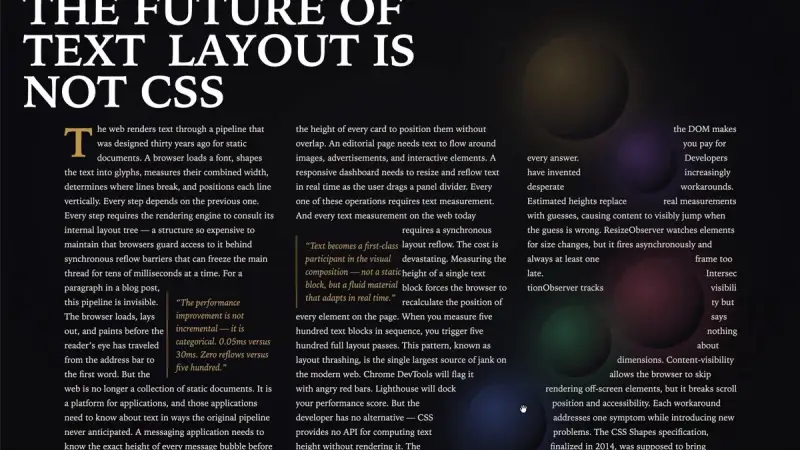 THE FUTURE OF
TEXT LAYOUT IS
NOT CSS
The web renders text through a pipeline that
was designed thirty years ago for static
documents. A browser loads a font, shapes
the text into glyphs, measures their combined width,
determines where lines break, and positions each line
vertically. Every step depends on the previous one.
Every step requires the rendering engine to consult its
internal layout tree — a structure so expensive to
maintain that browsers guard access to it behind
synchronous reflow barriers that can freeze the main
thread for tens of milliseconds at a time. For a
paragraph in a blog post,
this pipeline is invisible.
The browser loads, lays
out, and paints before the
reader's eye has traveled
from the address bar to
the first word. But the
web is no longer a collection of static documents. It is
a platform for applications, and those applications
need to know about text in ways the original pipeline
never anticipated. A messaging application needs to
know the exact height of every message bubble before
"The performance
improvement is not
incremental — it is
categorical. 0.05ms versus
30ms. Zero reflows versus
five hundred."
the height of every card to position them without
overlap. An editorial page needs text to flow around
images, advertisements, and interactive elements. A
responsive dashboard needs to resize and reflow text
in real time as the user drags a panel divider. Every
one of these operations requires text measurement.
And every text measurement on the web today
requires a synchronous
layout reflow. The cost is
devastating. Measuring the
height of a single text
block forces the browser to
recalculate the position of
every element on the page. When you measure five
hundred text blocks in sequence, you trigger five
hundred full layout passes. This pattern, known as
layout thrashing, is the single largest source of jank on
the modern web. Chrome DevTools will flag it
with angry red bars. Lighthouse will dock
your performance score. But the
developer has no alternative — CSS
provides no API for computing text
height without rendering it. The
"Text becomes a first-class
participant in the visual
composition — not a static
block, but a fluid material
that adapts in real time."
the DOM makes
you pay for
every answer. Developers
have invented increasingly
desperate workarounds.
Estimated heights replace real measurements
with guesses, causing content to visibly jump when
the guess is wrong. ResizeObserver watches elements
for size changes, but it fires asynchronously and
always at least one frame too
late. Intersec
tionObserver tracks visibili
ty but
says
nothing
about
dimensions. Content-visibility
allows the browser to skip
rendering off-screen elements, but it breaks scroll
position and accessibility. Each workaround
addresses one symptom while introducing new
problems. The CSS Shapes specification,
finalized in 2014, was supposed to bring